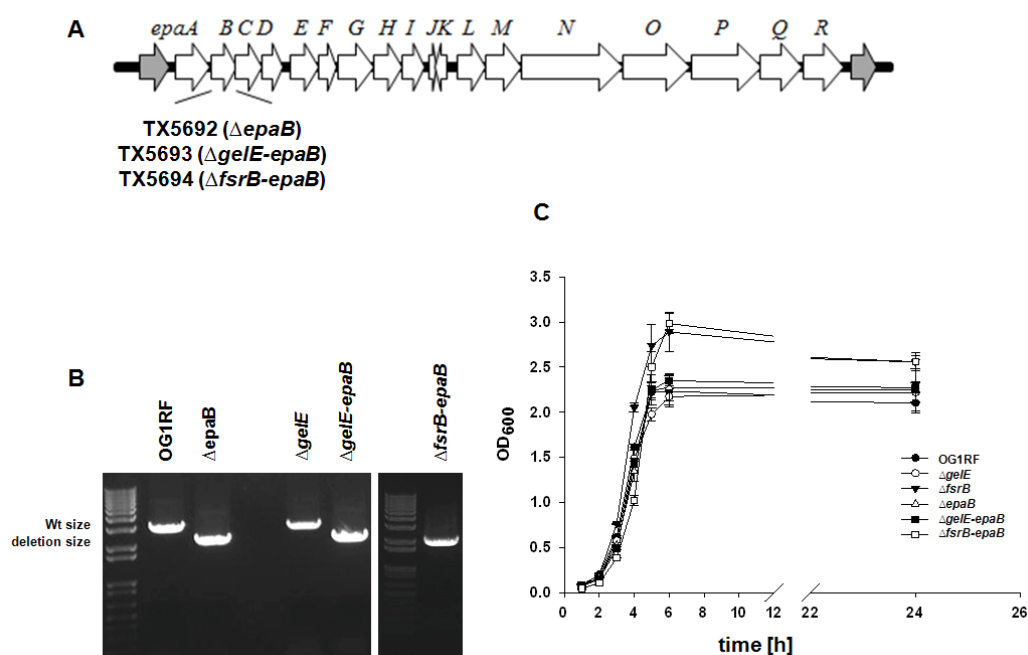 A
epaA B C D E F G H I J K L M N O P Q R
TX5692 (ΔepaB)
TX5693 (ΔgelE-epaB)
TX5694 (ΔfsrB-epaB)
B
OG1RF
ΔepaB
ΔgelE
ΔgelE-epaB
ΔfsrB-epaB
Wt size
deletion size
C
OD600
3.5
3.0
2.5
2.0
1.5
1.0
0.5
0.0
0 2 4 6 8 10 12 22 24 26
time [h]
OG1RF
ΔgelE
ΔfsrB
ΔepaB
ΔgelE-epaB
ΔfsrB-epaB